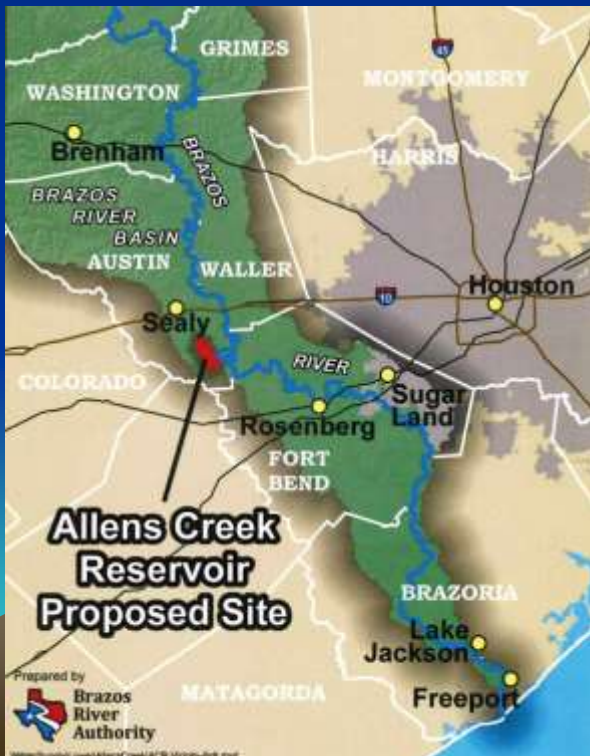 GRIMES
45
MONTGOMERY
WASHINGTON
Brenham
HARRIS
BRAZOS
BRAZOS
RIVER
BASIN
AUSTIN
WALLER
Houston
10
Sealy
RIVER
COLORADO
Sugar
Land
Rosenberg
FORT
BEND
Allens Creek
Reservoir
Proposed Site
BRAZORIA
Lake
Jackson
Freeport
MATAGORDA
Prepared by
Brazos
River
Authority